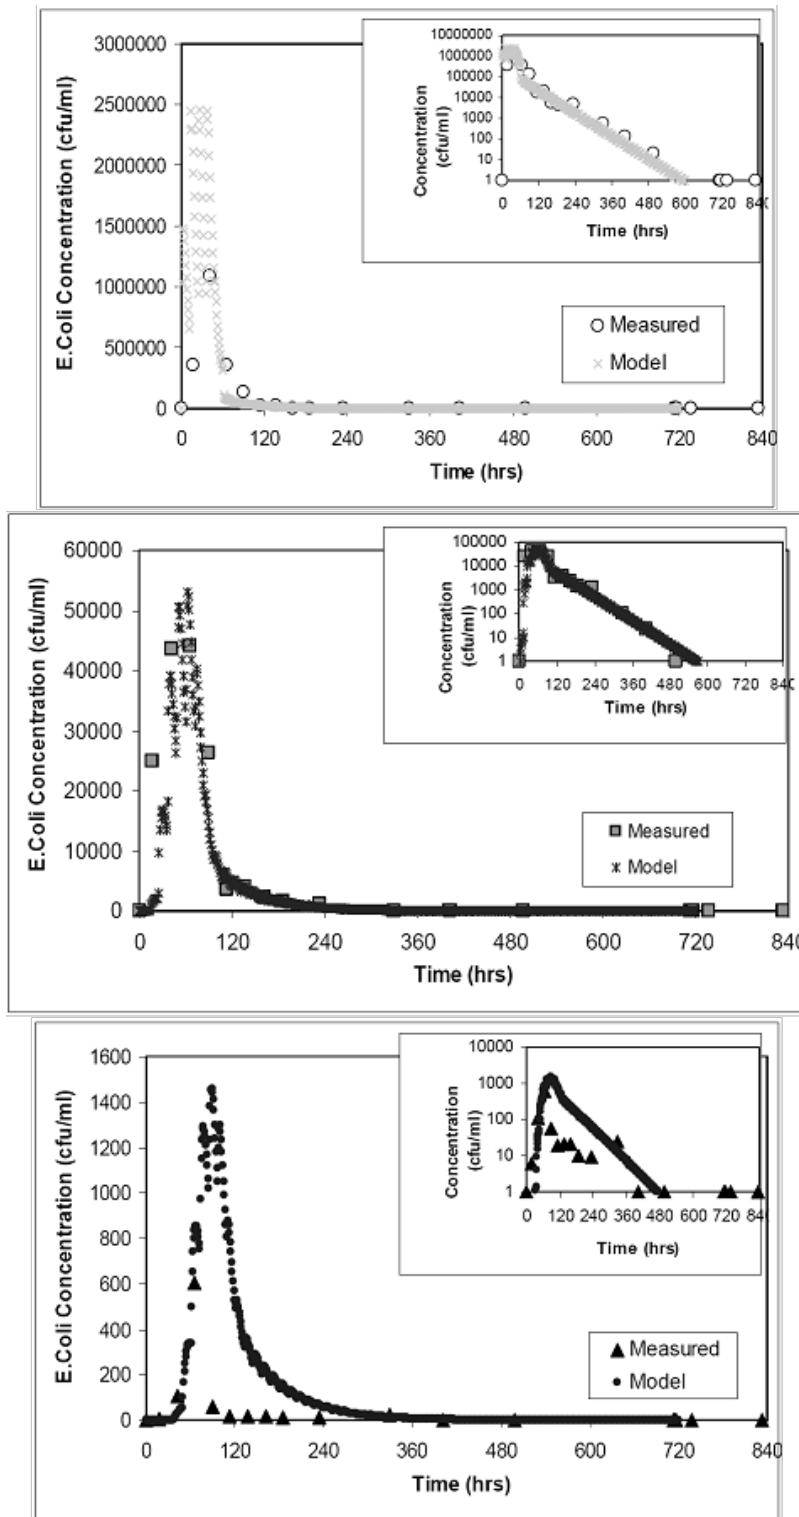 3000000
2500000
2000000
1500000
1000000
500000
0
E.Coli Concentration (cfu/ml)
0 120 240 360 480 600 720 840
Time (hrs)
10000000
1000000
100000
10000
1000
100
10
1
Concentration
(cfu/ml)
0 120 240 360 480 600 720 840
Time (hrs)
Measured
Model
60000
50000
40000
30000
20000
10000
0
E.Coli Concentration (cfu/ml)
0 120 240 360 480 600 720 840
Time (hrs)
100000
10000
1000
100
10
1
Concentration
(cfu/ml)
0 120 240 360 480 600 720 840
Time (hrs)
Measured
Model
1600
1400
1200
1000
800
600
400
200
0
E.Coli Concentration (cfu/ml)
0 120 240 360 480 600 720 840
Time (hrs)
10000
1000
100
10
1
Concentration
(cfu/ml)
0 120 240 360 480 600 720 840
Time (hrs)
Measured
Model